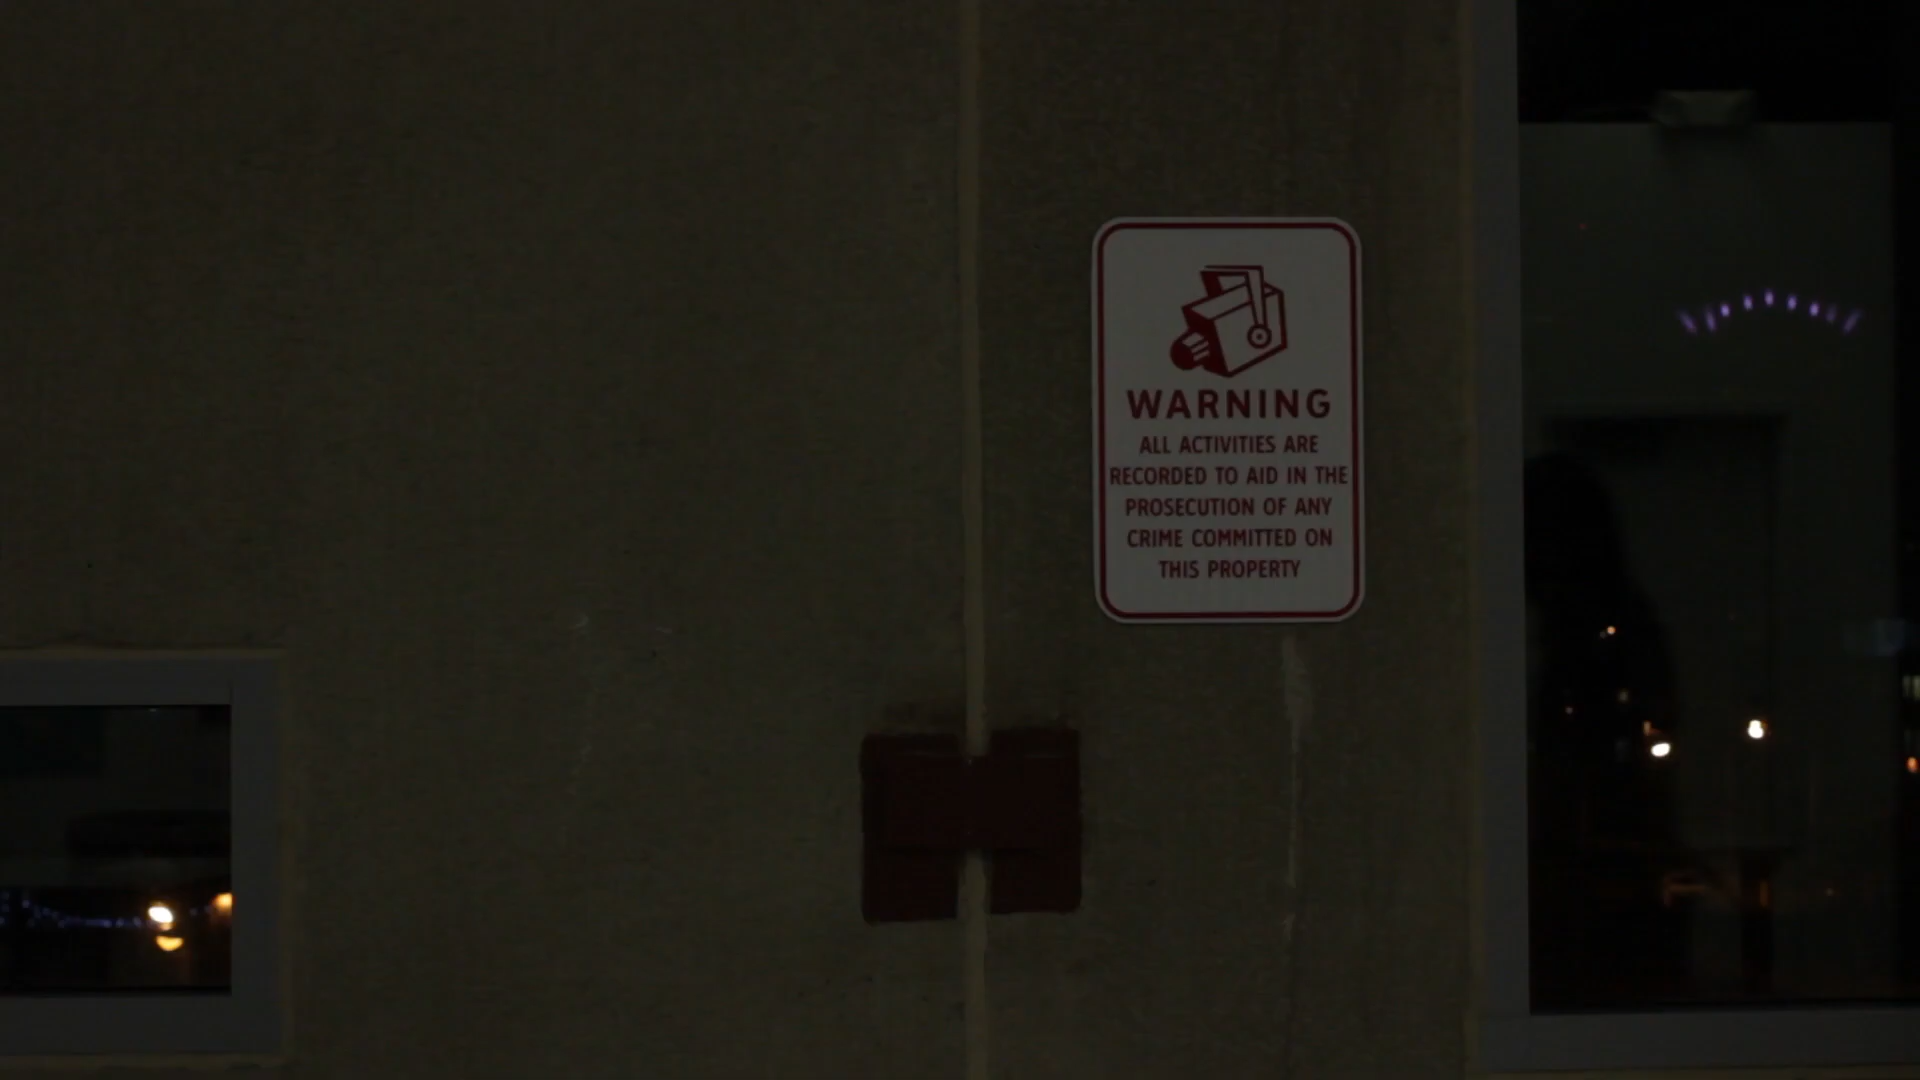 WARNING
ALL ACTIVITIES ARE
RECORDED TO AID IN THE
PROSECUTION OF ANY
CRIME COMMITTED ON
THIS PROPERTY